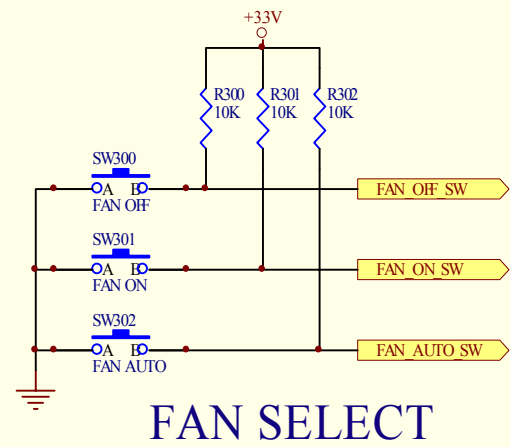 +33V
R300 R301 R302
10K 10K 10K
SW300
A B
FAN OFF
FAN_OFF_SW
SW301
A B
FAN ON
FAN_ON_SW
SW302
A B
FAN AUTO
FAN_AUTO_SW
FAN SELECT